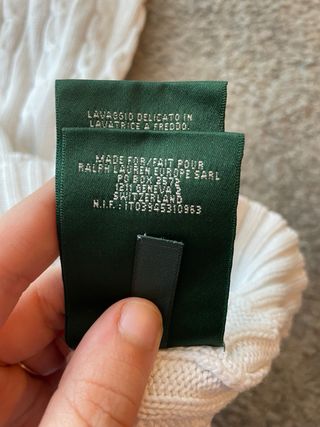 LAVAGGIO DELICATO IN
LAVATRICE A FREDDO.
MADE FOR/FAIT POUR
RALPH LAUREN EUROPE SARL
PO BOX 7575
1211 GENEVA 2
SWITZERLAND
N.I.F.: IT03945310963